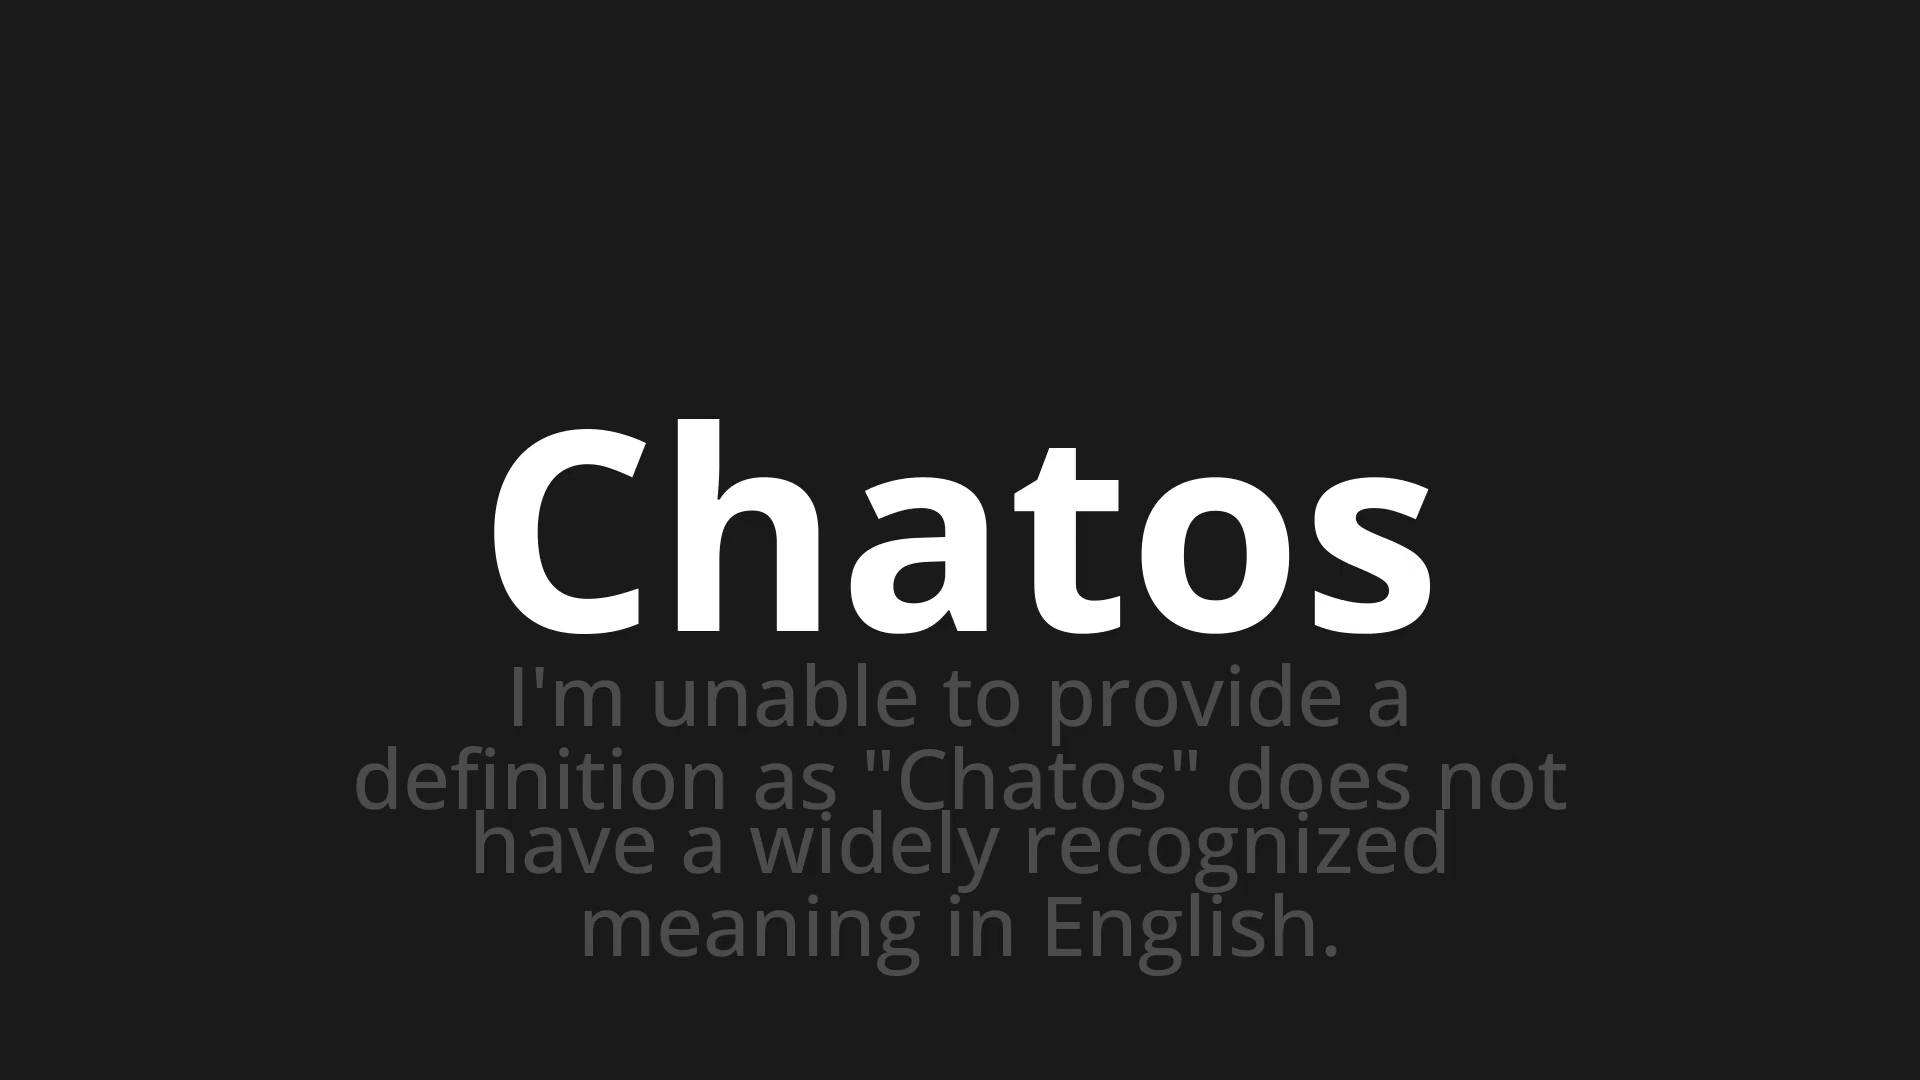 Chatos
I'm unable to provide a
definition as "Chatos" does not
have a widely recognized
meaning in English.